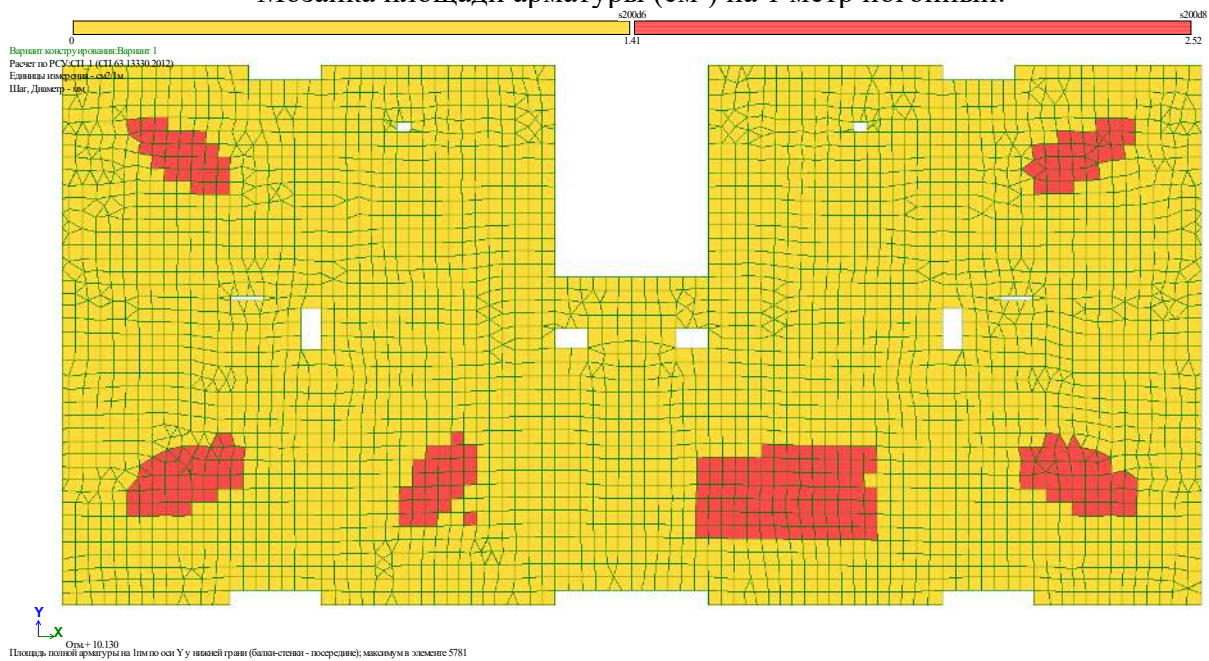 Мозаика площади арматуры (см²) на 1 метр погонный.
s200d6 s200d8
0 1.41 2.52
Вариант конструирования:Вариант 1
Расчет по РСУ:СП_1 (СП 63.13330.2012)
Единицы измерения - см2/1м
Шаг, Диаметр - мм
Y
X
Отм.+ 10.130
Площадь полной арматуры на 1пм по оси Y у нижней грани (балки-стенки - посередине); максимум в элементе 5781